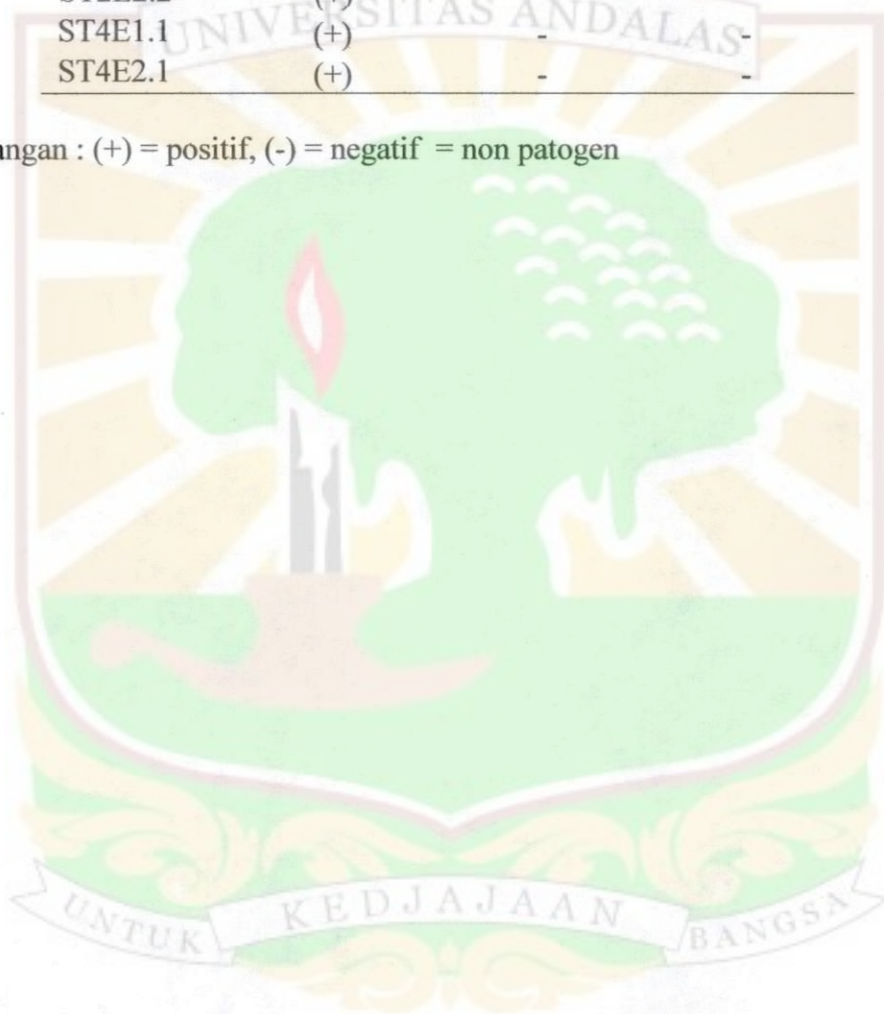 UNIVERSITAS ANDALAS
ST4E1.1 (+) - -
ST4E2.1 (+) - -
angan : (+) = positif, (-) = negatif = non patogen
UNTUK KEDJAJAAN BANGSA